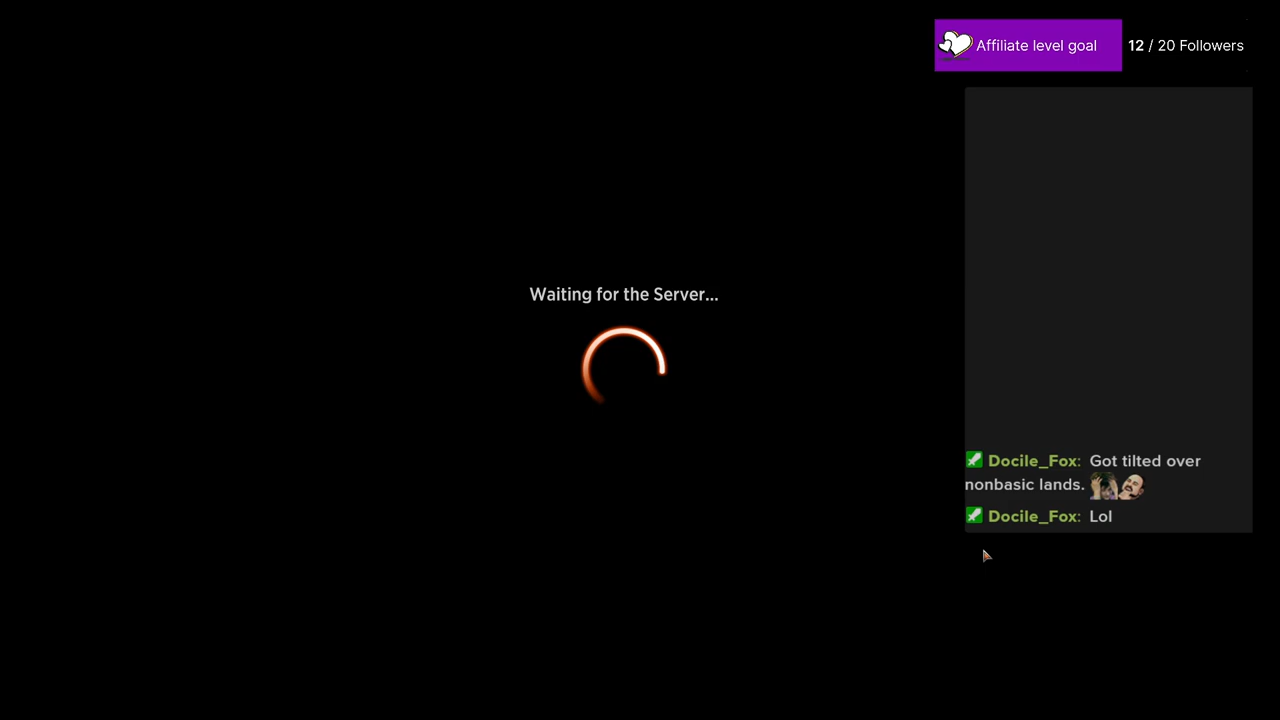 Affiliate level goal 12 / 20 Followers
Waiting for the Server...
Docile_Fox: Got tilted over
nonbasic lands.
Docile_Fox: Lol